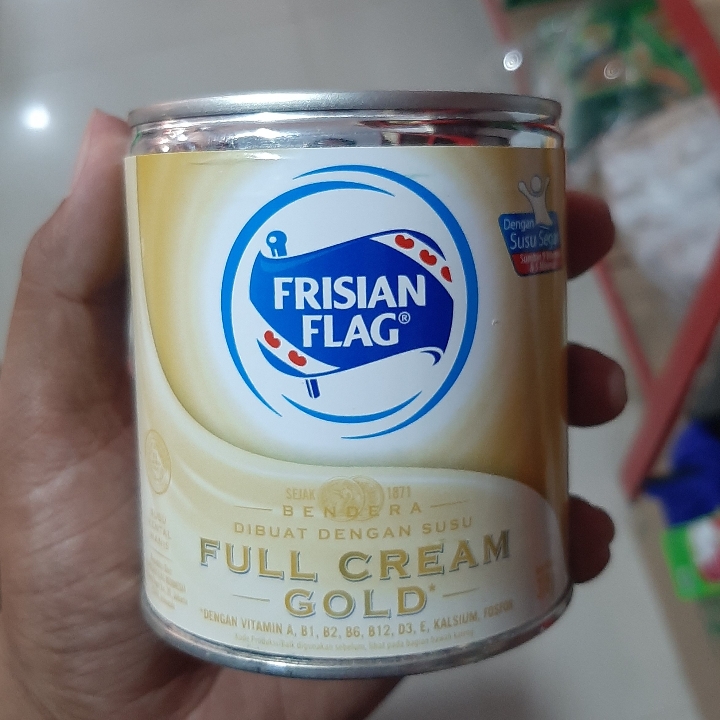 FRISIAN
FLAG®
Dengan
Susu Segar
SEJAK 1871
BENDERA
DIBUAT DENGAN SUSU
FULL CREAM
GOLD*
*DENGAN VITAMIN A, B1, B2, B6, B12, D3, E, KALSIUM, FOSFOR